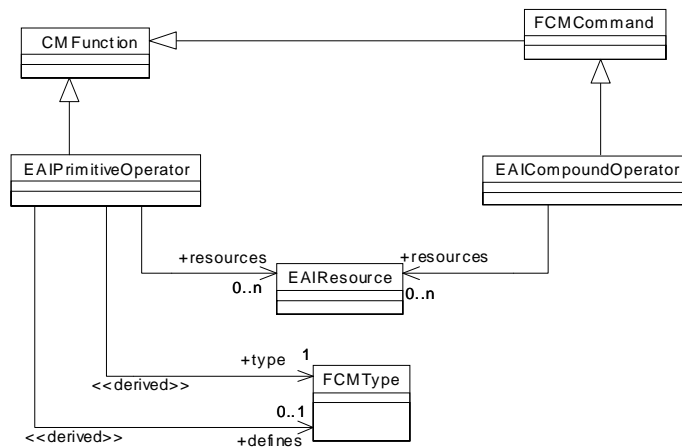 FCMCommand
CMFunction
EAIPrimitiveOperator
EAICompoundOperator
+resources
+resources
EAIResource
0..n
0..n
+type
1
<<derived>>
FCMType
0..1
<<derived>>
+defines